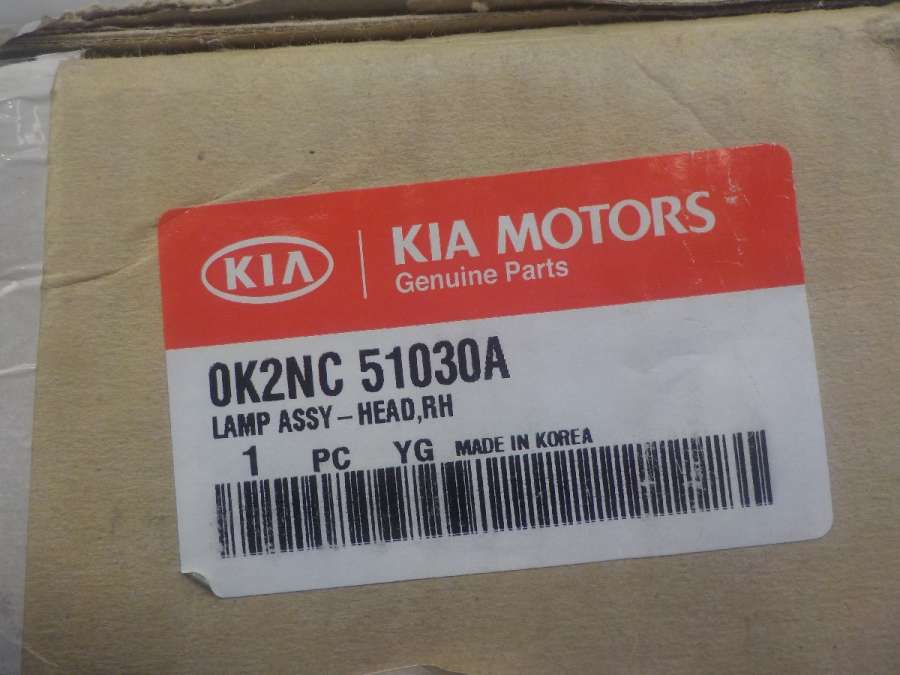 KIA
KIA MOTORS
Genuine Parts
0K2NC 51030A
LAMP ASSY-HEAD,RH
1 PC YG MADE IN KOREA